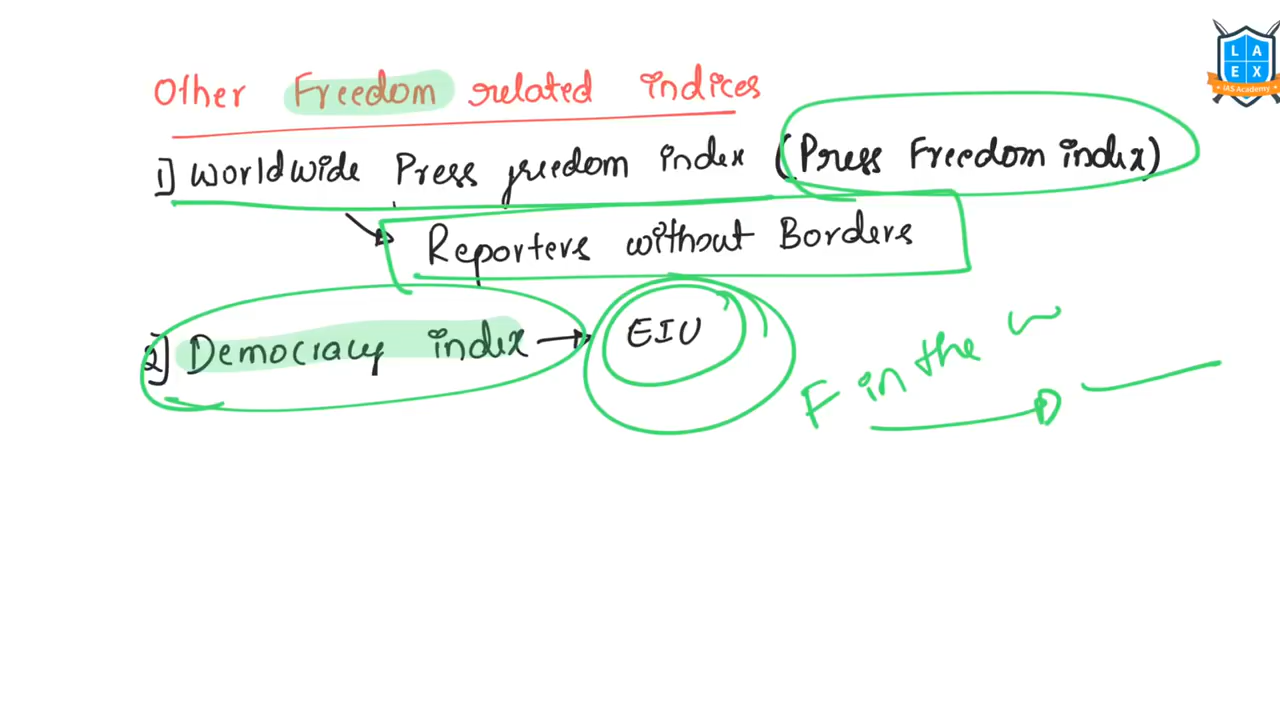 Other Freedom related indices
1] Worldwide Press freedom index (Press Freedom index)
Reporters without Borders
2] Democracy index → EIU
F in the
L A
E X
IAS Academy